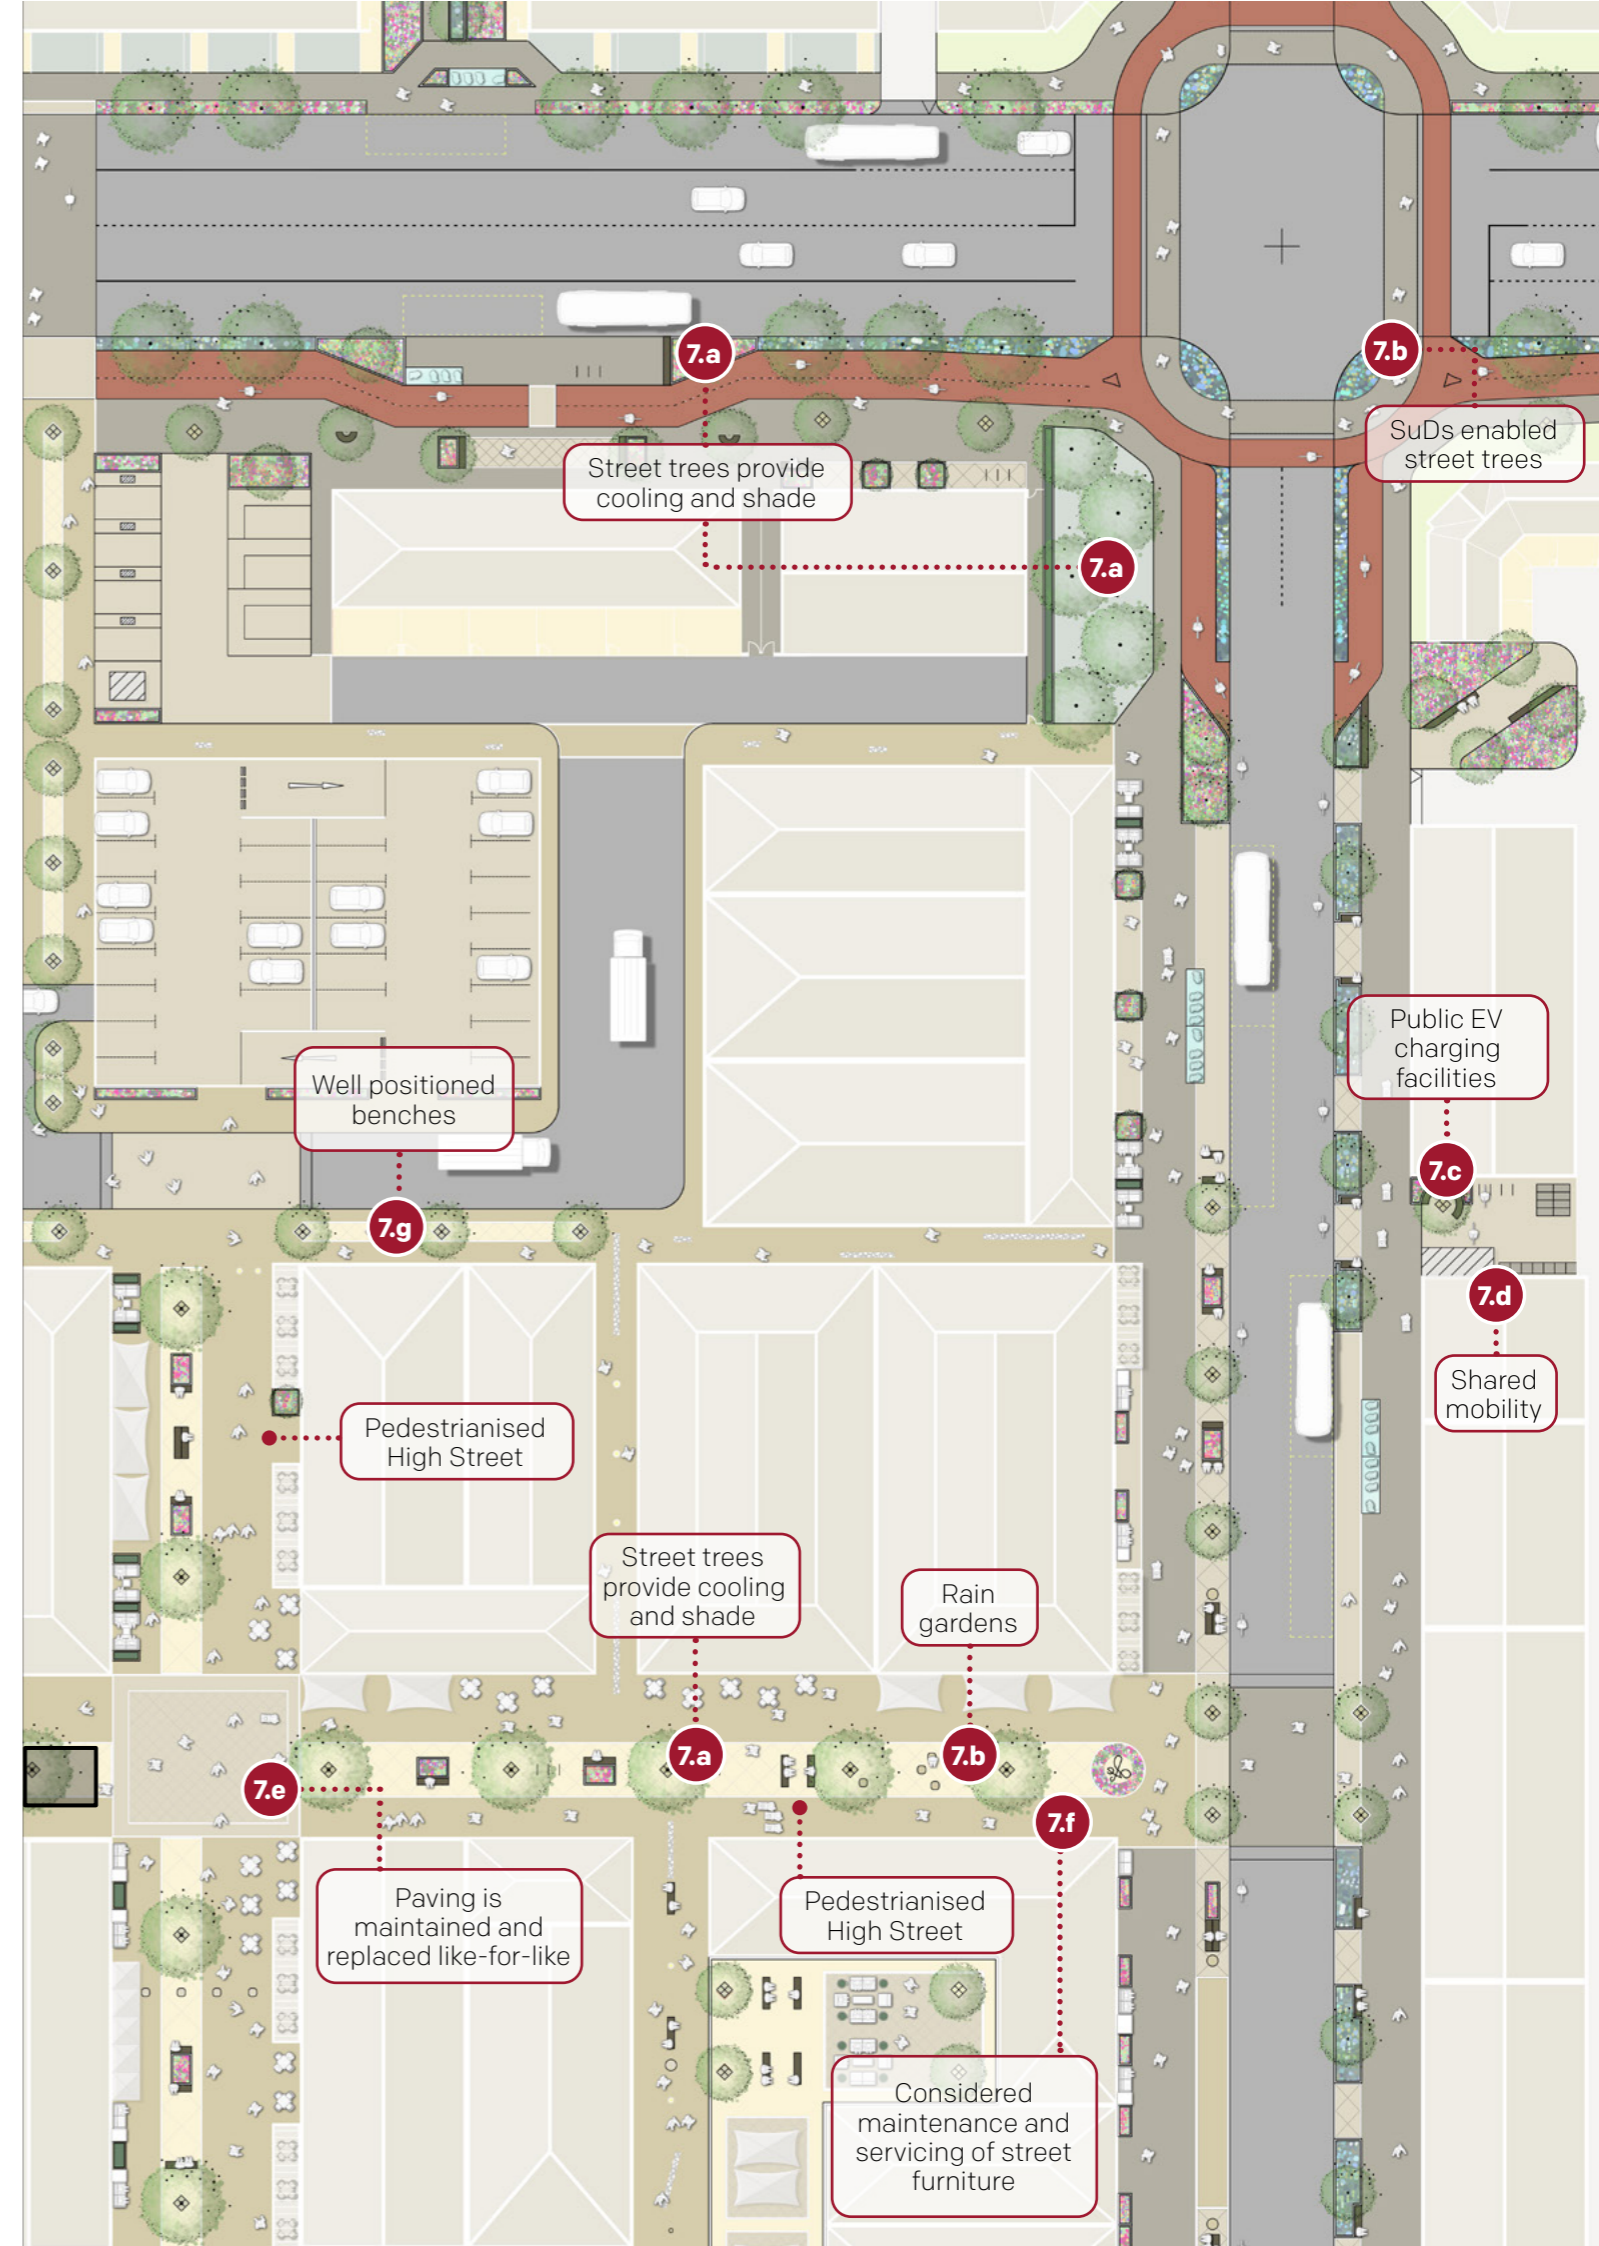 7.a
7.b
Street trees provide
cooling and shade
SuDs enabled
street trees
7.a
Public EV
charging
facilities
Well positioned
benches
7.c
7.g
7.d
Shared
mobility
Pedestrianised
High Street
Street trees
provide cooling
and shade
Rain
gardens
7.a
7.b
7.e
7.f
Paving is
maintained and
replaced like-for-like
Pedestrianised
High Street
Considered
maintenance and
servicing of street
furniture